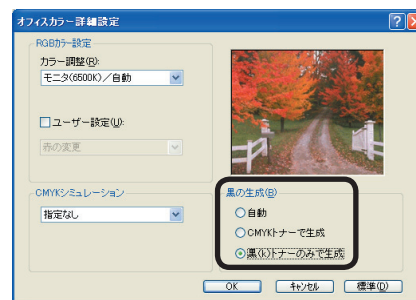 オフィスカラー詳細設定
RGBカラー設定
カラー調整(R):
モニタ(6500K)/自動
ユーザー設定(U):
赤の変更
CMYKシミュレーション
指定なし
黒の生成(B)
自動
CMYKトナーで生成
黒(k)トナーのみで生成
OK キャンセル 標準(D)